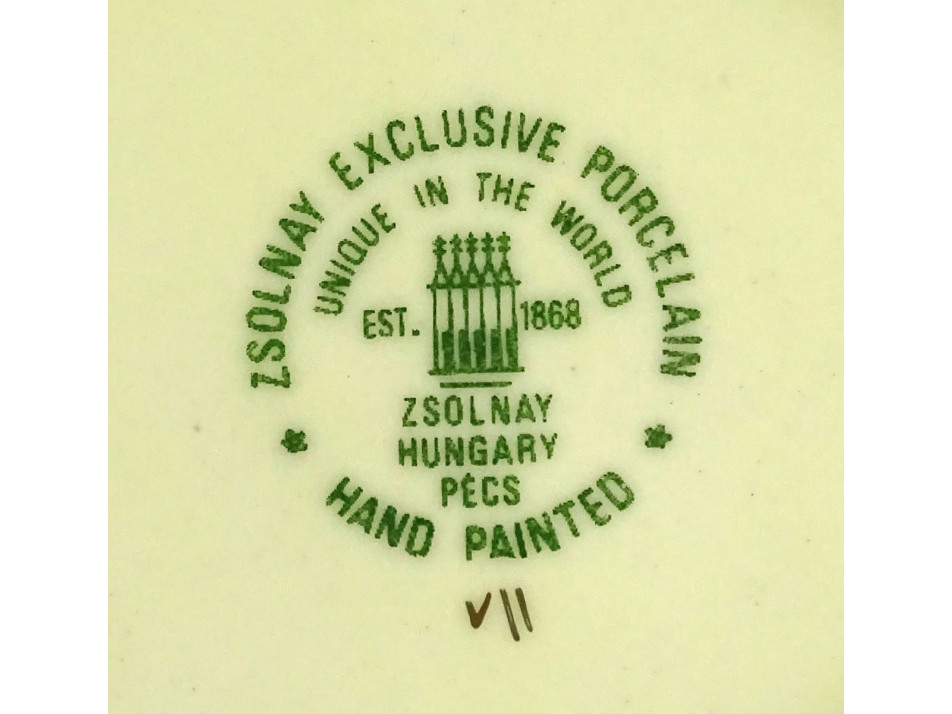 ZSOLNAY EXCLUSIVE PORCELAIN
UNIQUE IN THE WORLD
EST. 1868
ZSOLNAY
HUNGARY
PÉCS
HAND PAINTED
VII